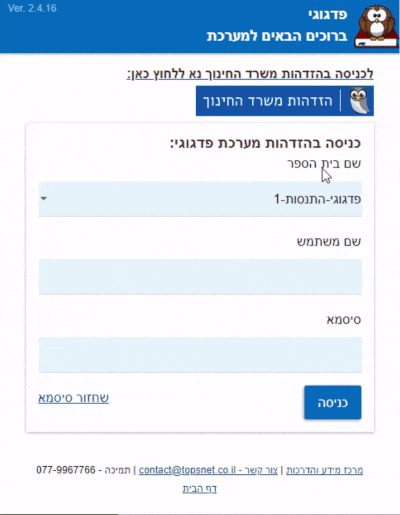 Ver. 2.4.16
פדגוגי
ברוכים הבאים למערכת
לכניסה בהזדהות משרד החינוך נא ללחוץ כאן:
הזדהות משרד החינוך
כניסה בהזדהות מערכת פדגוגי:
שם בית הספר
פדגוגי-התנסות-1
שם משתמש
סיסמא
כניסה
שחזור סיסמא
מרכז מידע והדרכות | צור קשר - contact@topsnet.co.il | תמיכה - 077-9967766
דף הבית